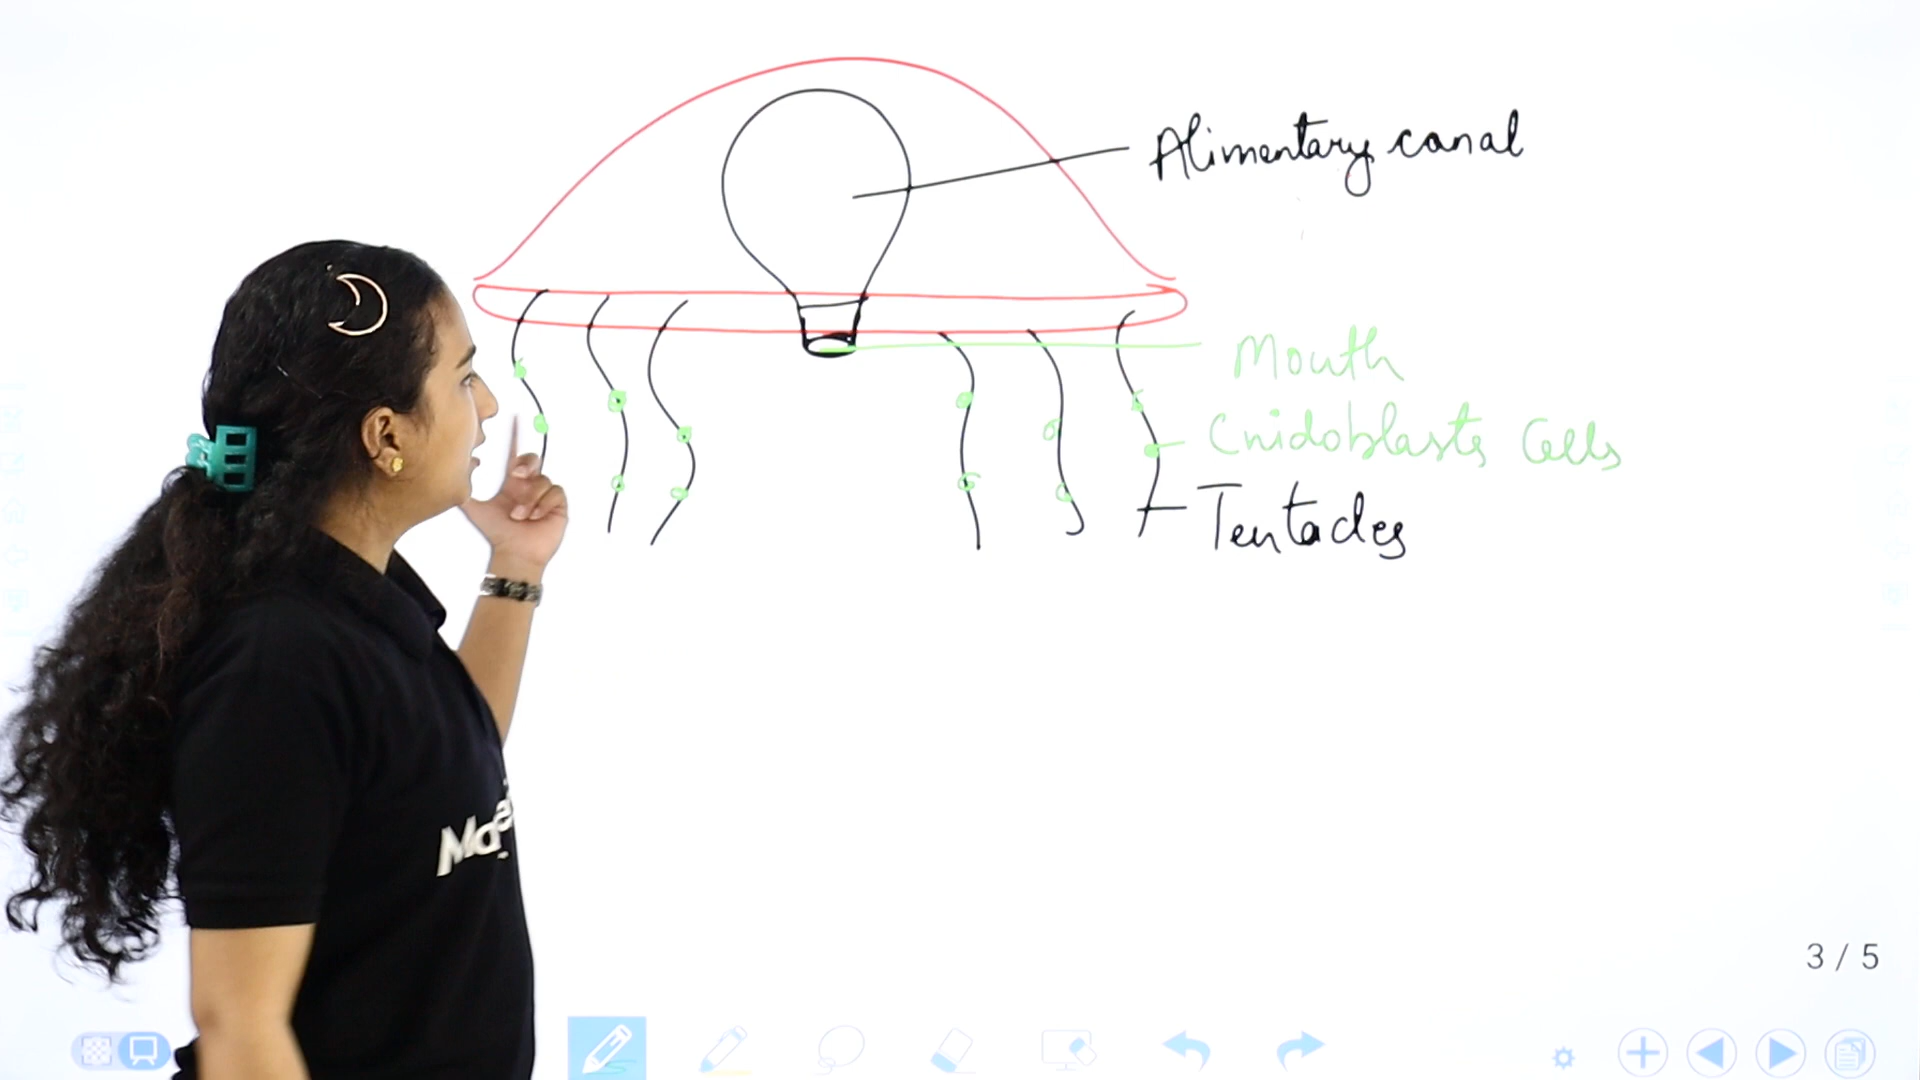 Alimentary canal
Mouth
Cnidoblasts Cells
Tentacles
3 / 5